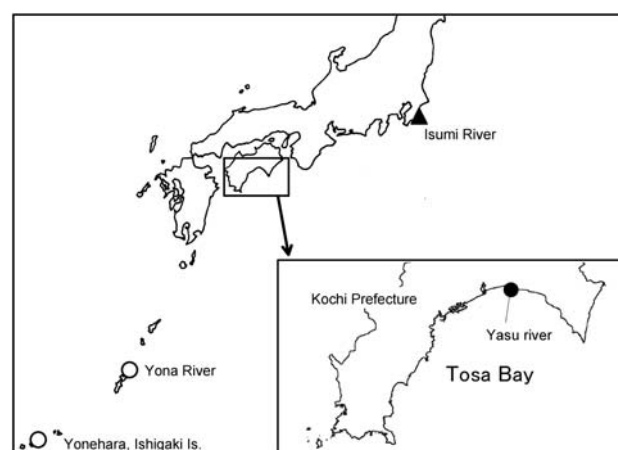 Isumi River
Kochi Prefecture
Yasu river
Tosa Bay
Yona River
Yonehara, Ishigaki Is.